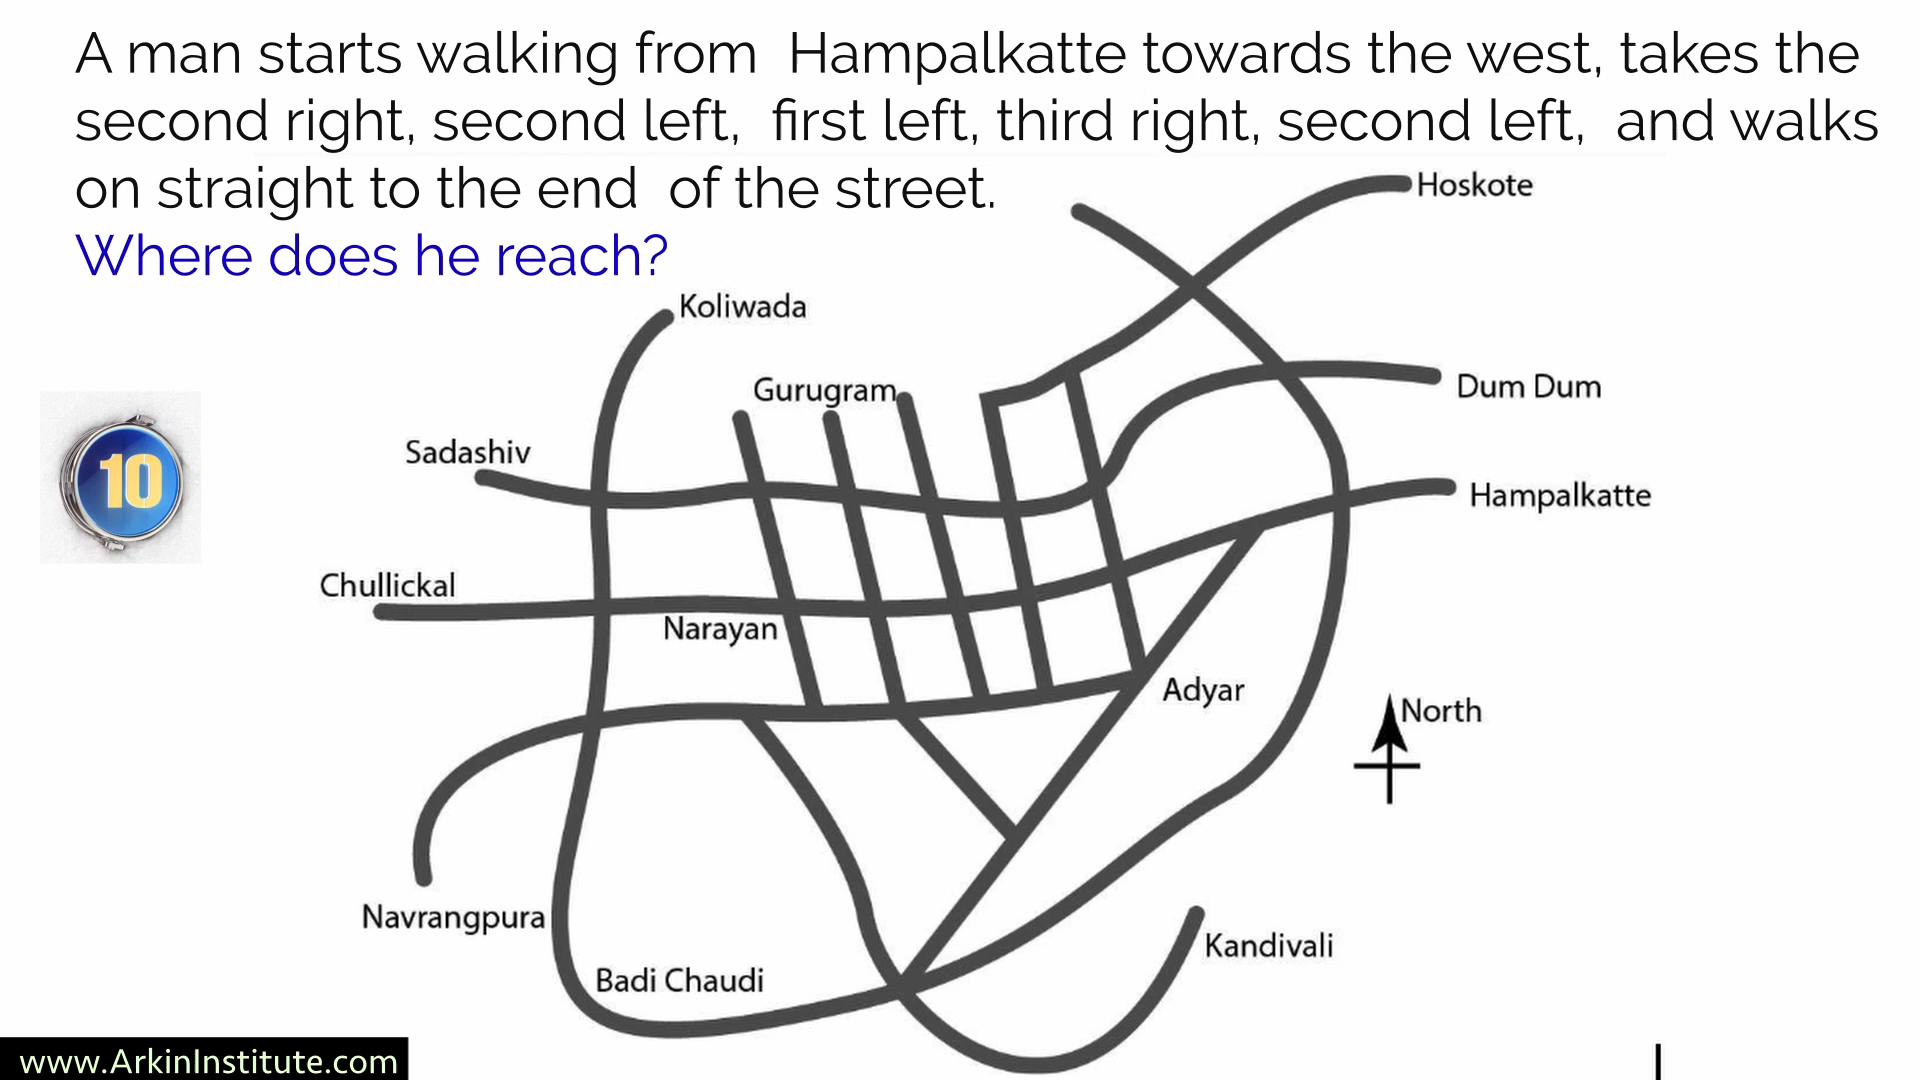 A man starts walking from Hampalkatte towards the west, takes the
second right, second left, first left, third right, second left, and walks
on straight to the end of the street.
Where does he reach?
Hoskote
Koliwada
Gurugram
Dum Dum
Sadashiv
10
Hampalkatte
Chullickal
Narayan
Adyar
North
Navrangpura
Kandivali
Badi Chaudi
www.ArkinInstitute.com